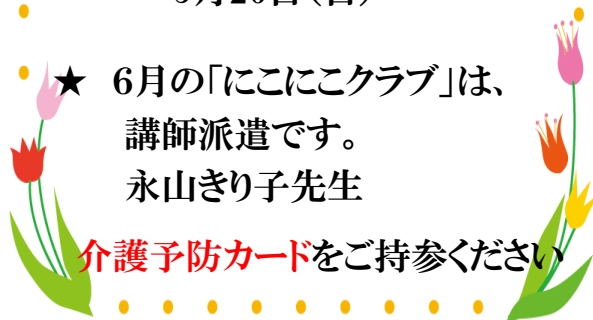 ★ 6月の「にこにこクラブ」は、
講師派遣です。
永山きり子先生
介護予防カードをご持参ください